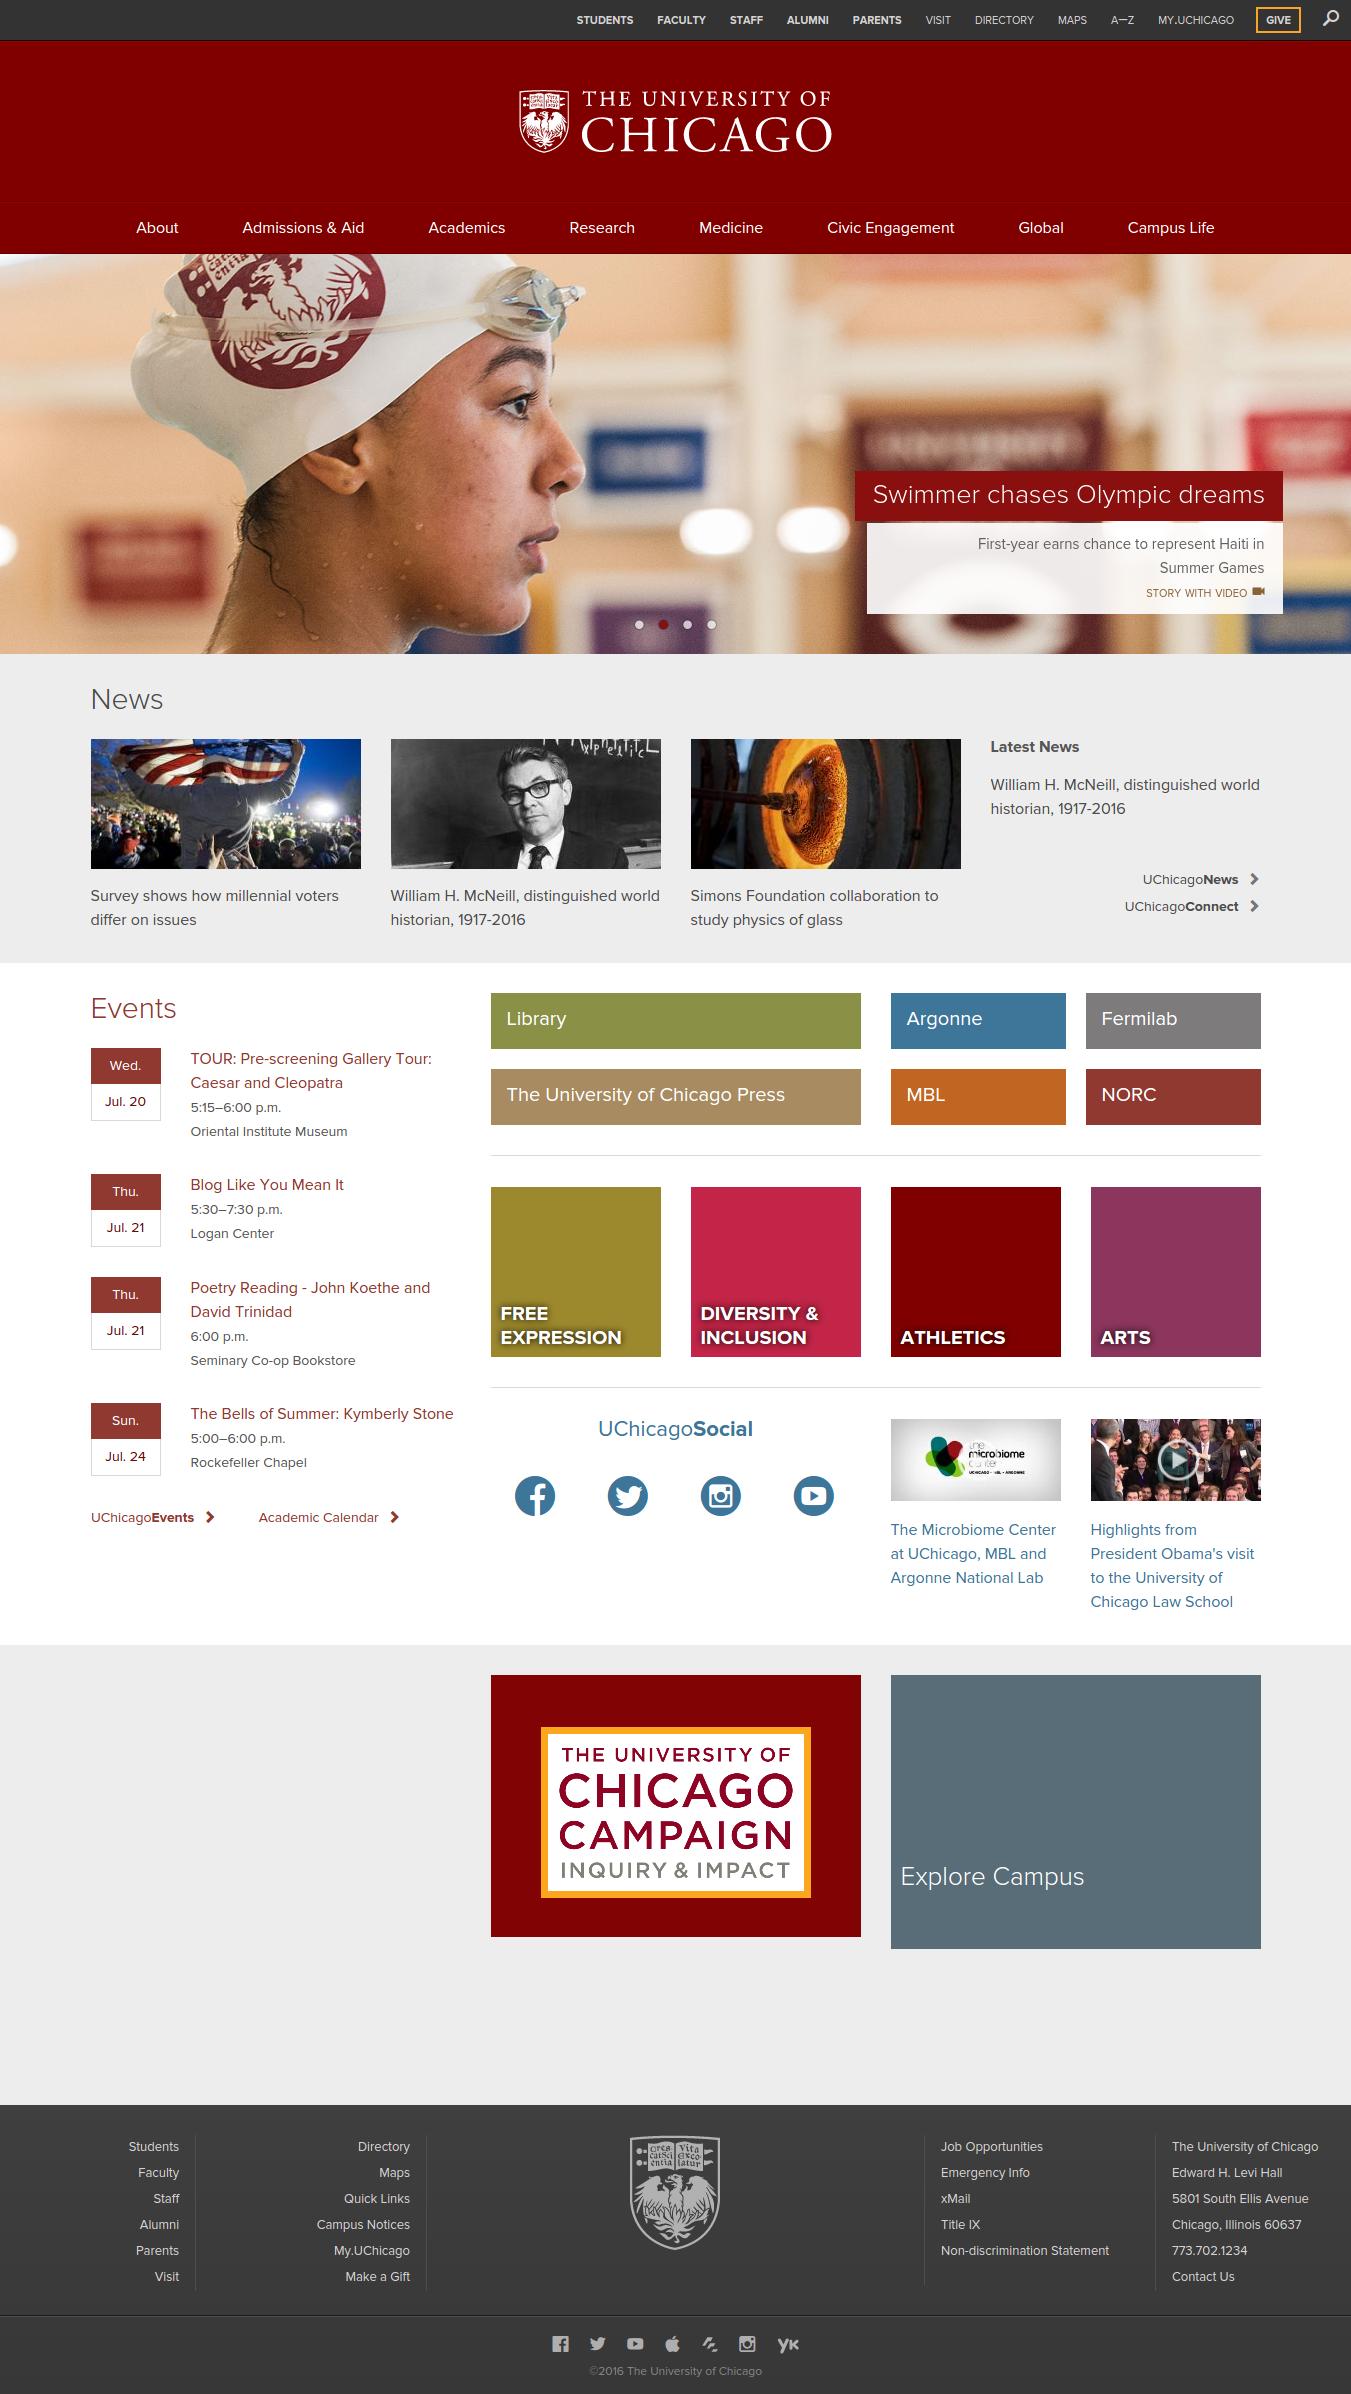 STUDENTS FACULTY STAFF ALUMNI PARENTS VISIT DIRECTORY MAPS A–Z MY.UCHICAGO GIVE
THE UNIVERSITY OF
CHICAGO
About Admissions & Aid Academics Research Medicine Civic Engagement Global Campus Life
Swimmer chases Olympic dreams
First-year earns chance to represent Haiti in
Summer Games
STORY WITH VIDEO
News
Survey shows how millennial voters
differ on issues
William H. McNeill, distinguished world
historian, 1917-2016
Simons Foundation collaboration to
study physics of glass
Latest News
William H. McNeill, distinguished world
historian, 1917-2016
UChicagoNews
UChicagoConnect
Events
Wed.
Jul. 20
TOUR: Pre-screening Gallery Tour:
Caesar and Cleopatra
5:15–6:00 p.m.
Oriental Institute Museum
Thu.
Jul. 21
Blog Like You Mean It
5:30–7:30 p.m.
Logan Center
Thu.
Jul. 21
Poetry Reading - John Koethe and
David Trinidad
6:00 p.m.
Seminary Co-op Bookstore
Sun.
Jul. 24
The Bells of Summer: Kymberly Stone
5:00–6:00 p.m.
Rockefeller Chapel
UChicagoEvents
Academic Calendar
Library
Argonne
Fermilab
The University of Chicago Press
MBL
NORC
FREE
EXPRESSION
DIVERSITY &
INCLUSION
ATHLETICS
ARTS
UChicagoSocial
the
microbiome
center
UCHICAGO · MBL · ARGONNE
The Microbiome Center
at UChicago, MBL and
Argonne National Lab
Highlights from
President Obama's visit
to the University of
Chicago Law School
THE UNIVERSITY OF
CHICAGO
CAMPAIGN
INQUIRY & IMPACT
Explore Campus
Students
Faculty
Staff
Alumni
Parents
Visit
Directory
Maps
Quick Links
Campus Notices
My.UChicago
Make a Gift
Job Opportunities
Emergency Info
xMail
Title IX
Non-discrimination Statement
The University of Chicago
Edward H. Levi Hall
5801 South Ellis Avenue
Chicago, Illinois 60637
773.702.1234
Contact Us
©2016 The University of Chicago